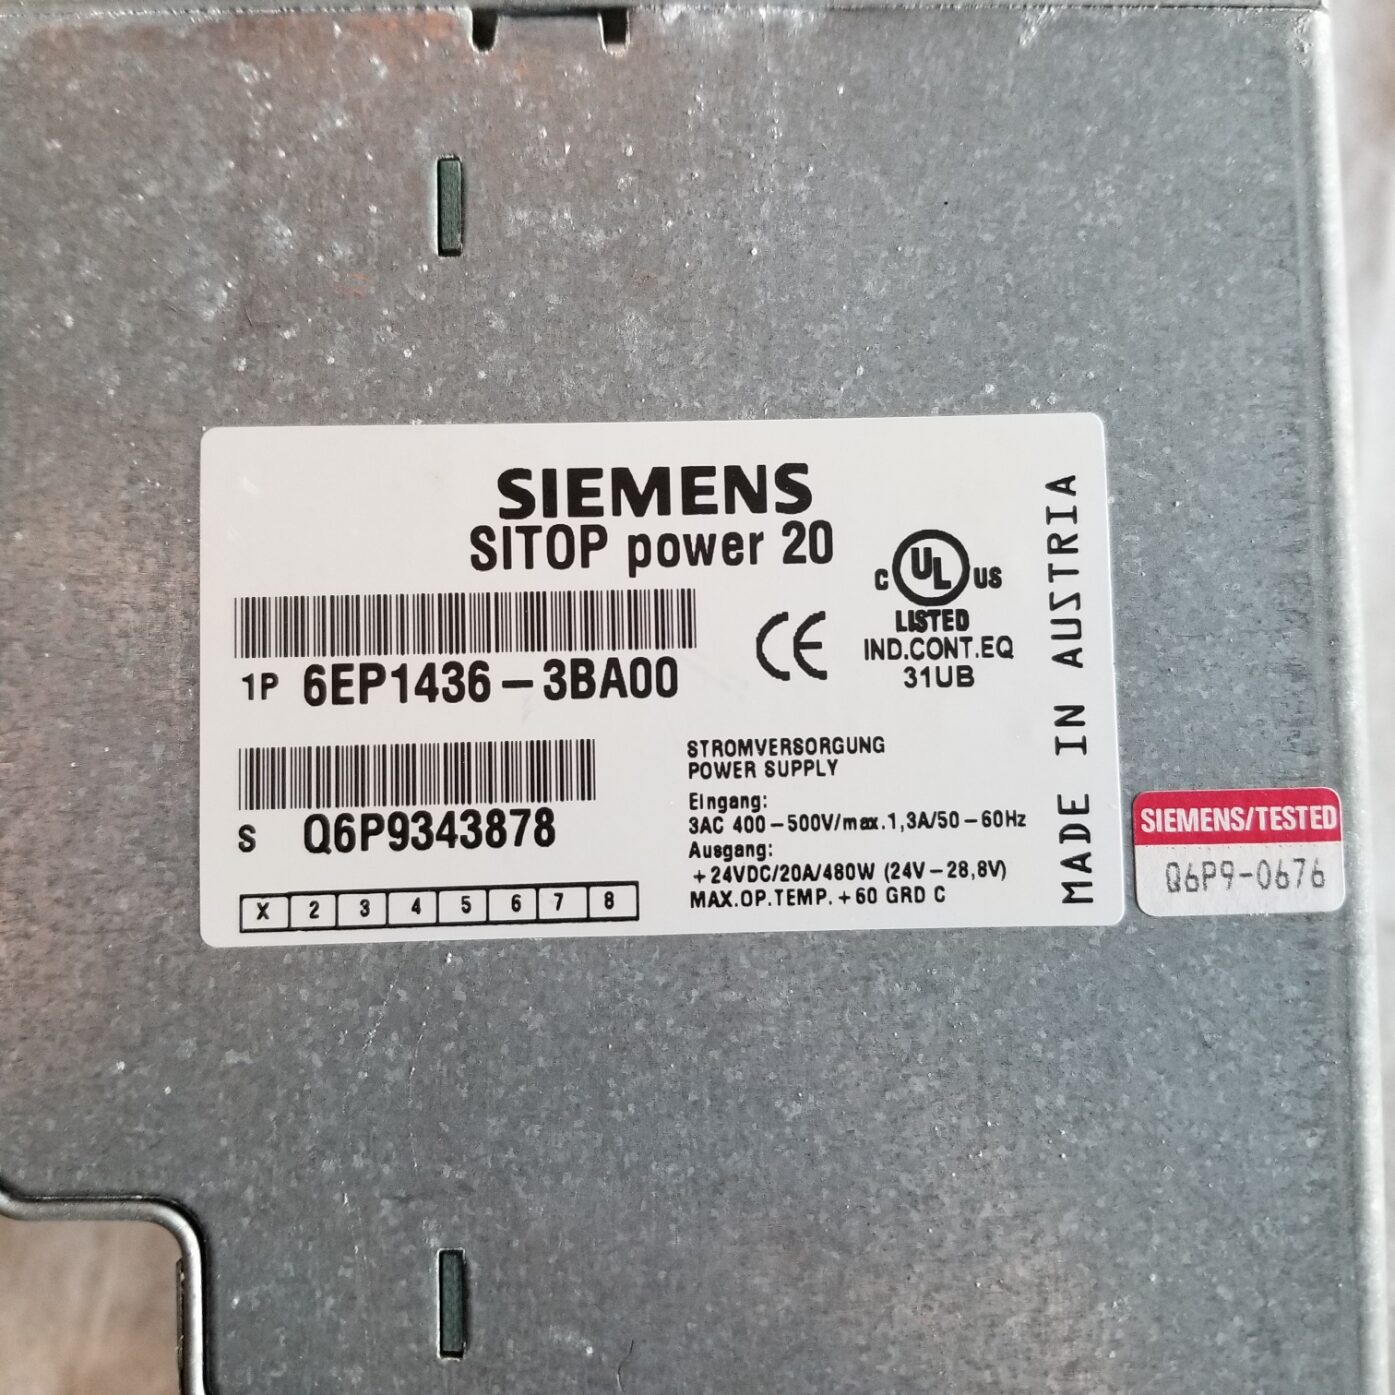 SIEMENS
SITOP power 20
1P 6EP1436-3BA00
S Q6P9343878
X 2 3 4 5 6 7 8
CE
C UL US
LISTED
IND.CONT.EQ
31UB
STROMVERSORGUNG
POWER SUPPLY
Eingang:
3AC 400-500V/max.1,3A/50-60Hz
Ausgang:
+24VDC/20A/480W (24V-28,8V)
MAX.OP.TEMP.+60 GRD C
MADE IN AUSTRIA
SIEMENS/TESTED
Q6P9-0676